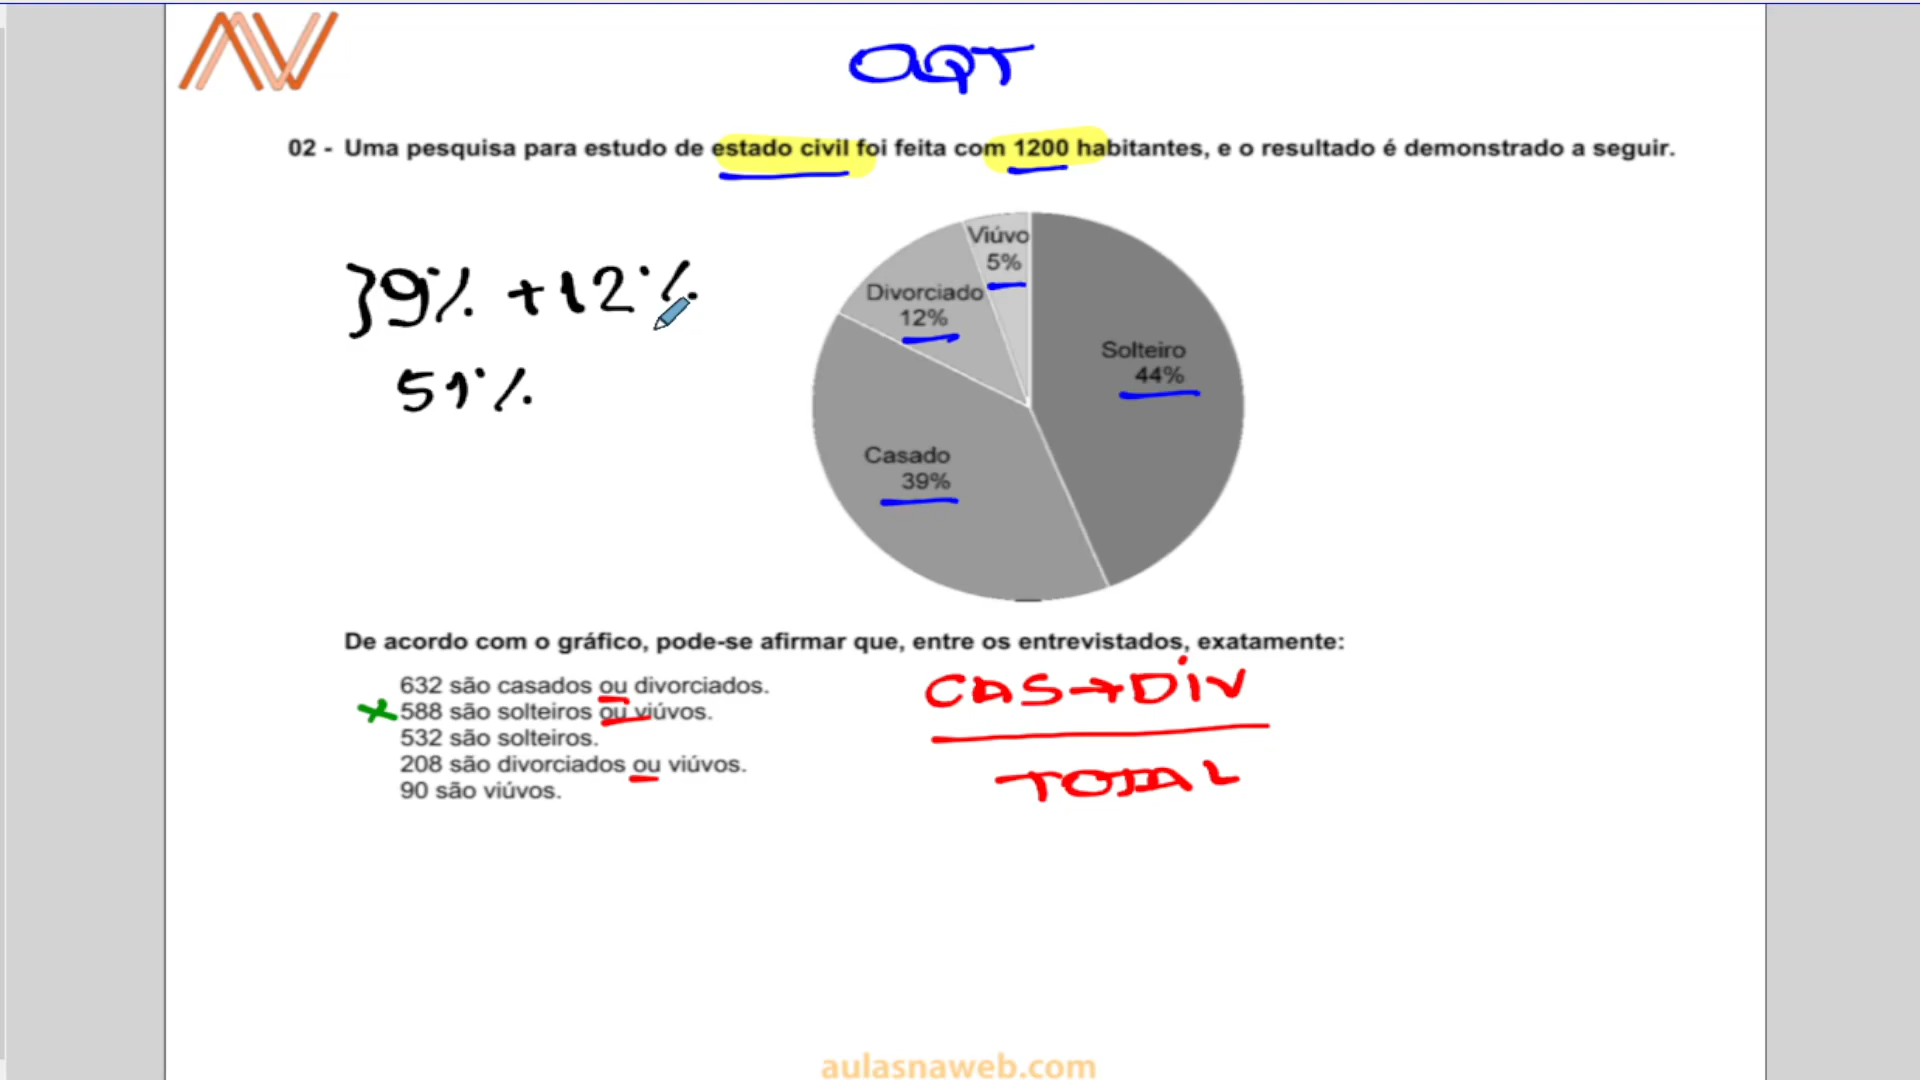 OQT
02 - Uma pesquisa para estudo de estado civil foi feita com 1200 habitantes, e o resultado é demonstrado a seguir.
39% + 12%
51%
Viúvo
5%
Divorciado
12%
Solteiro
44%
Casado
39%
De acordo com o gráfico, pode-se afirmar que, entre os entrevistados, exatamente:
632 são casados ou divorciados.
588 são solteiros ou viúvos.
532 são solteiros.
208 são divorciados ou viúvos.
90 são viúvos.
CAS → DIV
TOTAL
aulasnaweb.com